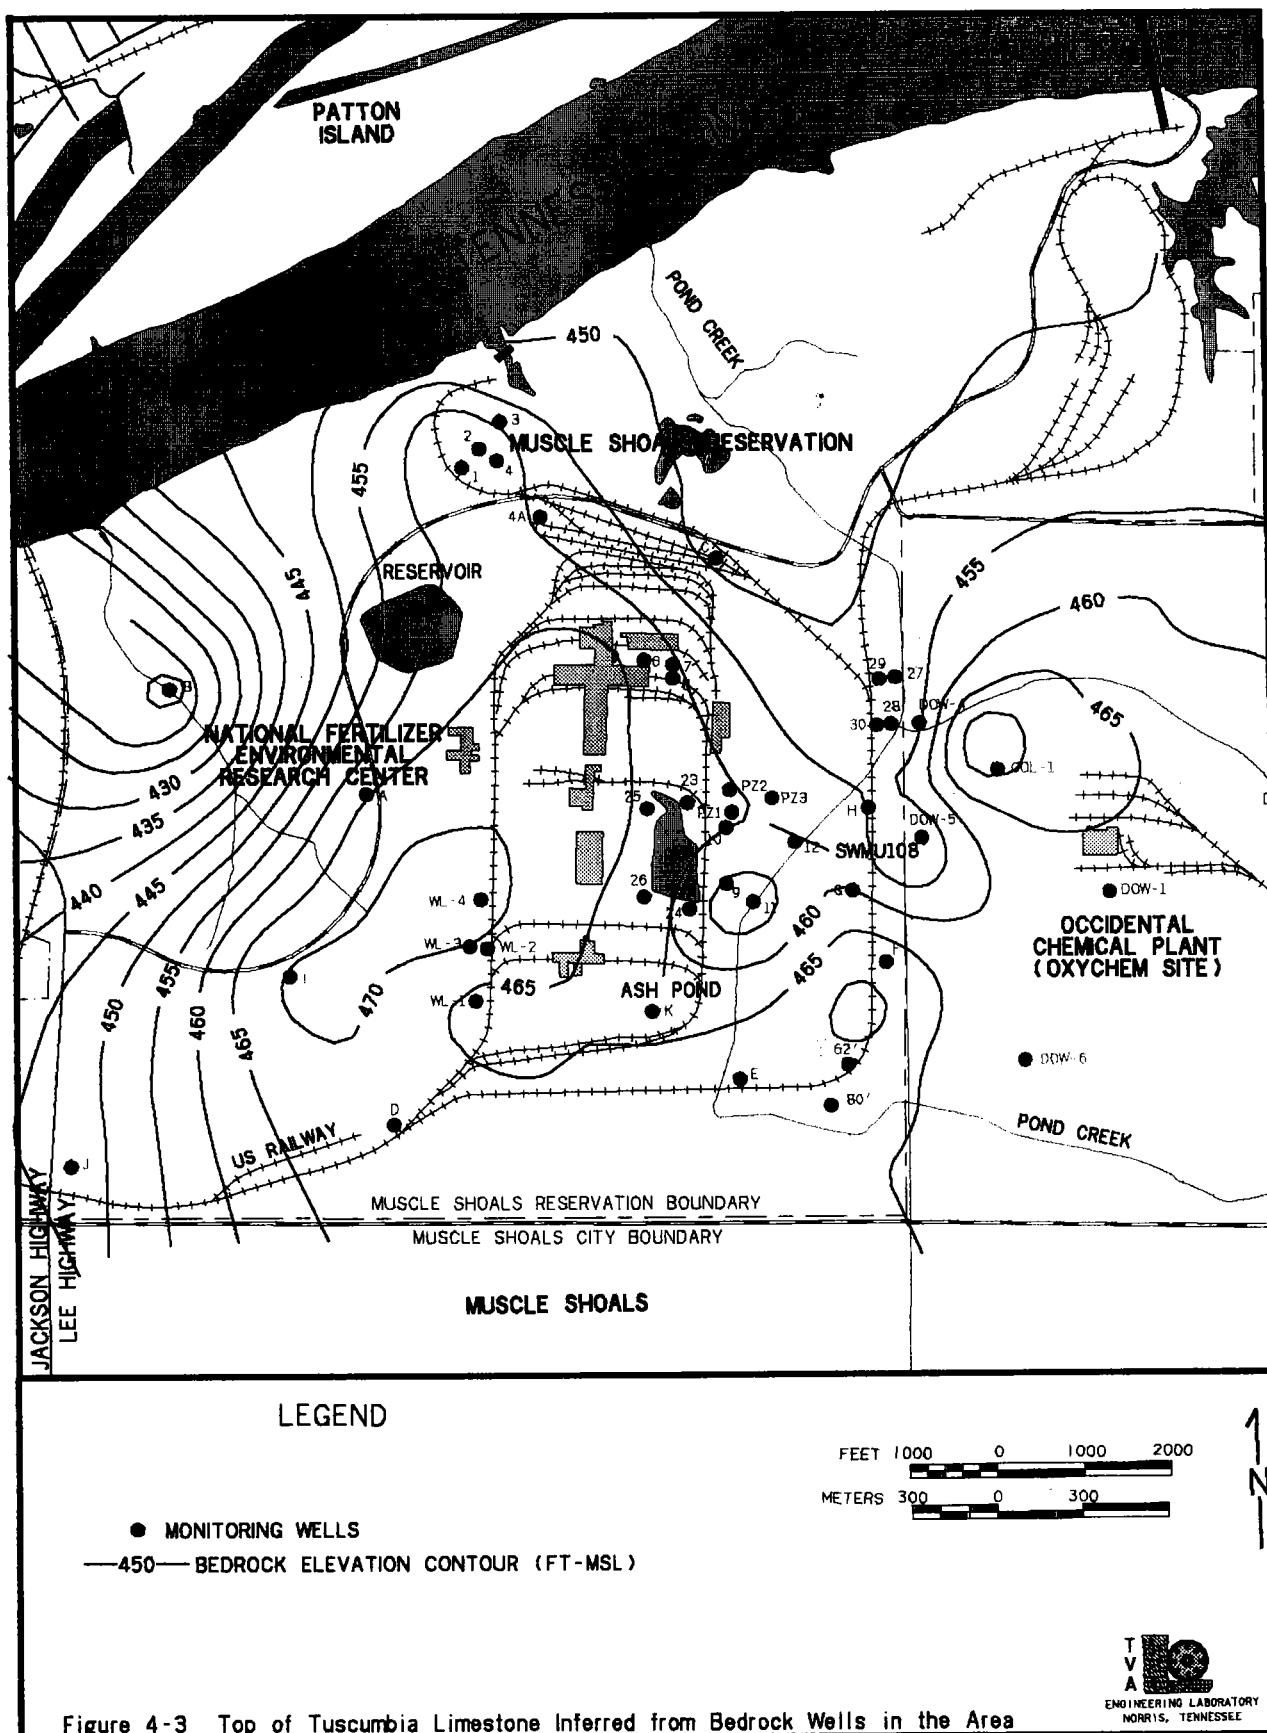 PATTON
ISLAND
TENNES
POND CREEK
450
3
2
MUSCLE SHOALS RESERVATION
4
1
455
4A
C
445
RESERVOIR
455
460
6
7
29
27
B
465
30
28
DOW-4
NATIONAL FERTILIZER
ENVIRONMENTAL
RESEARCH CENTER
OOL-1
430
A
23
PZ2
PZ3
25
PZ1
H
435
DOW-5
12
SWMU108
440
445
26
9
G
DOW-1
WL-4
24
11
460
OCCIDENTAL
CHEMICAL PLANT
(OXYCHEM SITE)
WL-3
WL-2
455
I
465
465
ASH POND
470
WL-1
K
450
460
465
62'
DOW-6
E
80'
D
US RAILWAY
POND CREEK
J
MUSCLE SHOALS RESERVATION BOUNDARY
MUSCLE SHOALS CITY BOUNDARY
JACKSON HIGHWAY
LEE HIGHWAY
MUSCLE SHOALS
LEGEND
FEET 1000 0 1000 2000
METERS 300 0 300
N
MONITORING WELLS
450 BEDROCK ELEVATION CONTOUR (FT-MSL)
TVA
ENGINEERING LABORATORY
NORRIS, TENNESSEE
Figure 4-3 Top of Tuscumbia Limestone Inferred from Bedrock Wells in the Area